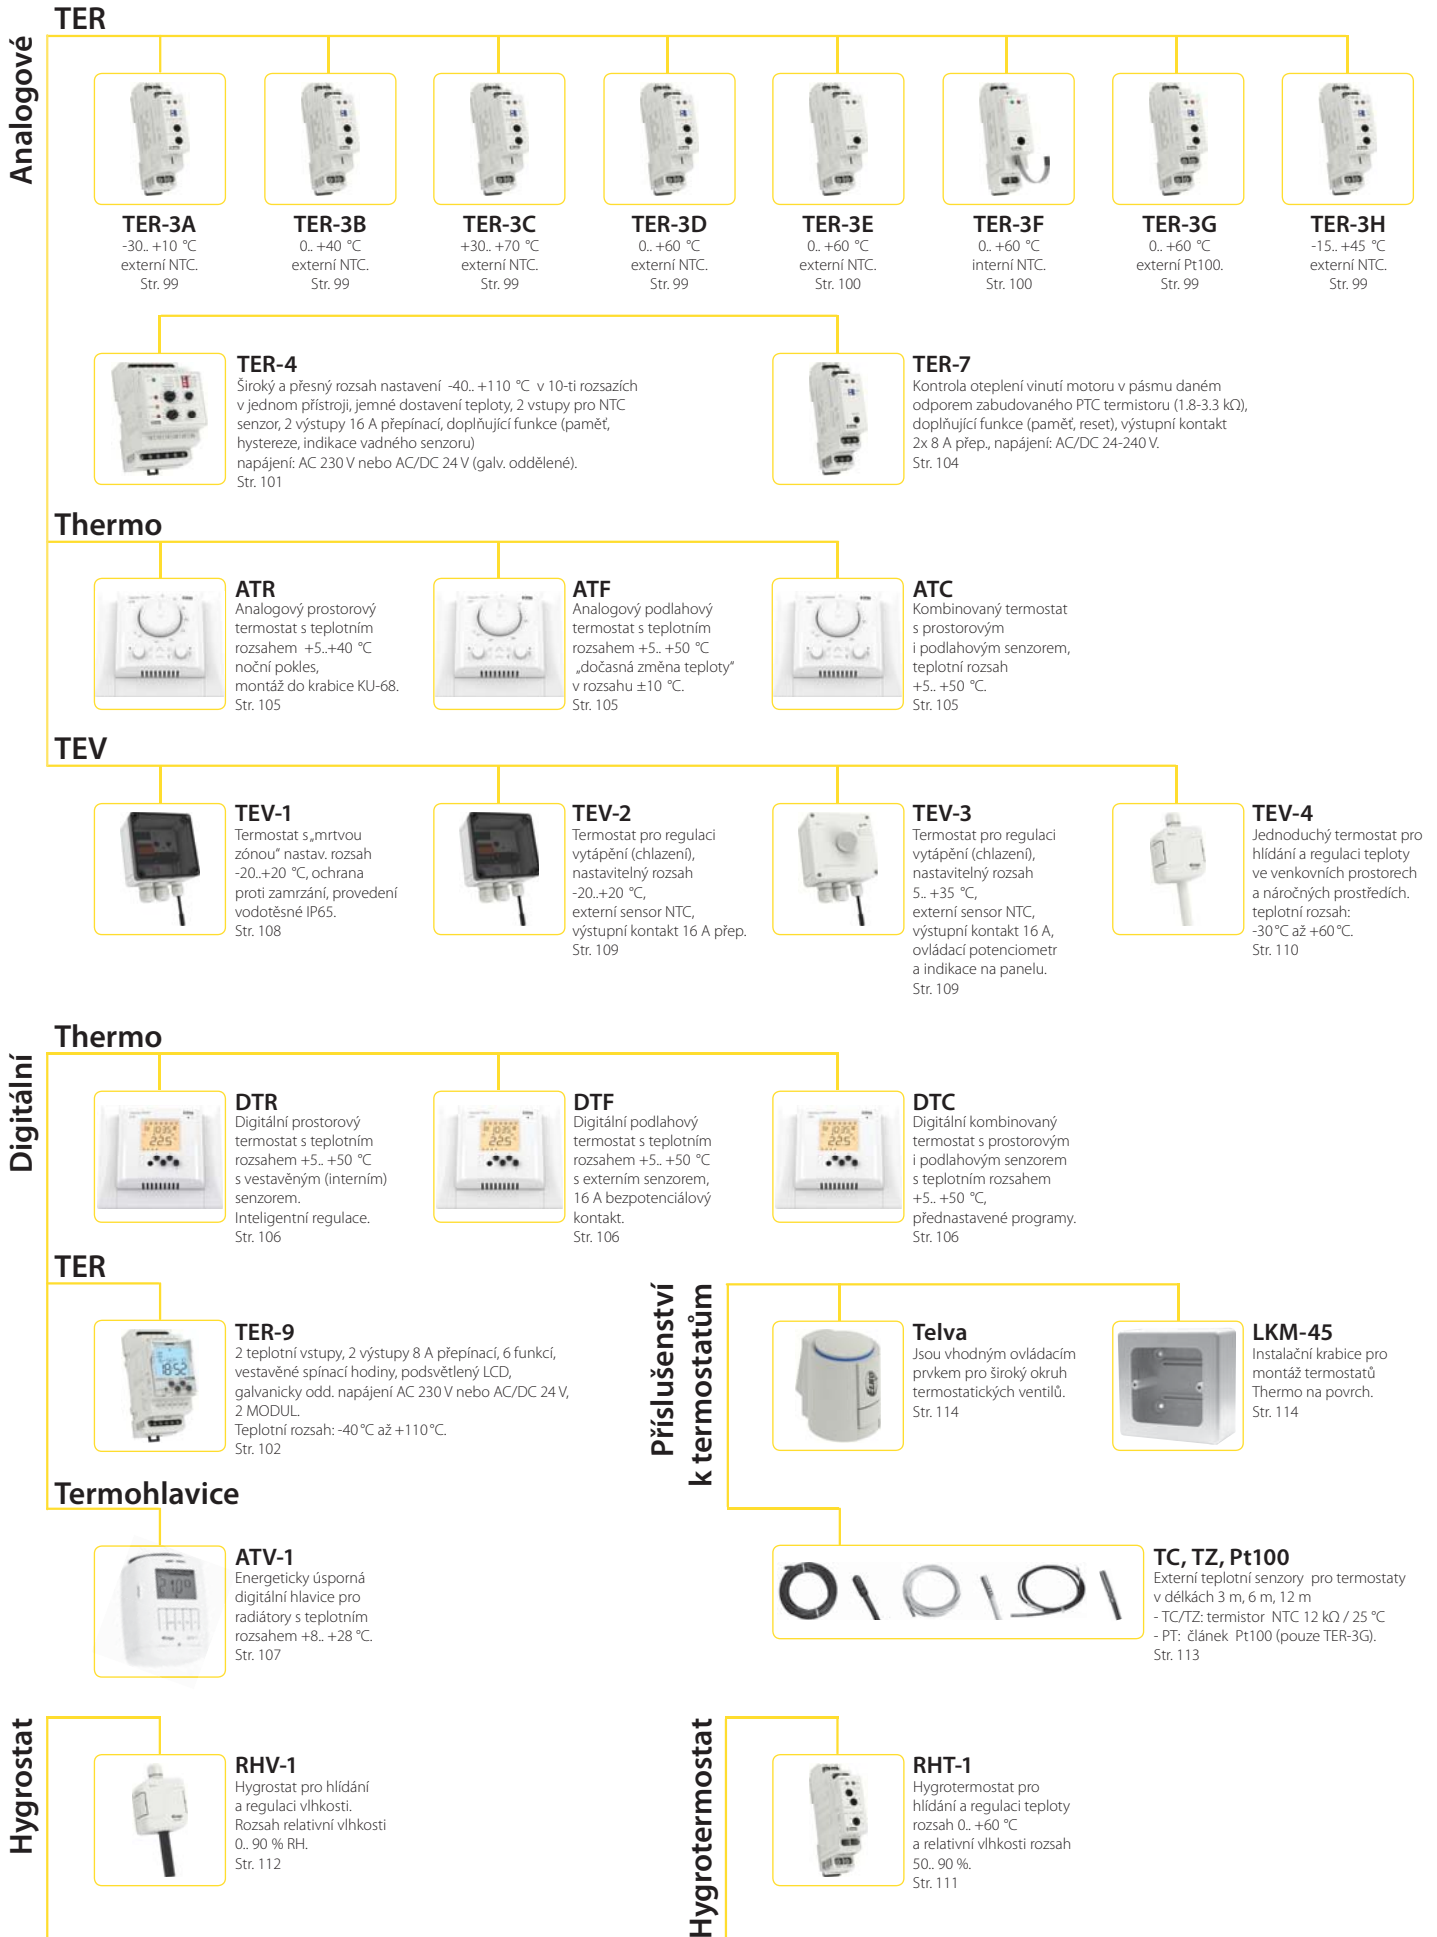 TER
Analogové
TER-3A
-30.. +10 °C
externí NTC.
Str. 99
TER-3B
0.. +40 °C
externí NTC.
Str. 99
TER-3C
+30.. +70 °C
externí NTC.
Str. 99
TER-3D
0.. +60 °C
externí NTC.
Str. 99
TER-3E
0.. +60 °C
externí NTC.
Str. 100
TER-3F
0.. +60 °C
interní NTC.
Str. 100
TER-3G
0.. +60 °C
externí Pt100.
Str. 99
TER-3H
-15.. +45 °C
externí NTC.
Str. 99
TER-4
Široký a přesný rozsah nastavení -40.. +110 °C v 10-ti rozsazích
v jednom přístroji, jemné dostavení teploty, 2 vstupy pro NTC
senzor, 2 výstupy 16 A přepínací, doplňující funkce (paměť,
hystereze, indikace vadného senzoru)
napájení: AC 230 V nebo AC/DC 24 V (galv. oddělené).
Str. 101
TER-7
Kontrola oteplení vinutí motoru v pásmu daném
odporem zabudovaného PTC termistoru (1.8-3.3 kΩ),
doplňující funkce (paměť, reset), výstupní kontakt
2x 8 A přep., napájení: AC/DC 24-240 V.
Str. 104
Thermo
ATR
Analogový prostorový
termostat s teplotním
rozsahem +5..+40 °C
noční pokles,
montáž do krabice KU-68.
Str. 105
ATF
Analogový podlahový
termostat s teplotním
rozsahem +5.. +50 °C
„dočasná změna teploty“
v rozsahu ±10 °C.
Str. 105
ATC
Kombinovaný termostat
s prostorovým
i podlahovým senzorem,
teplotní rozsah
+5.. +50 °C.
Str. 105
TEV
TEV-1
Termostat s „mrtvou
zónou“ nastav. rozsah
-20..+20 °C, ochrana
proti zamrzání, provedení
vodotěsné IP65.
Str. 108
TEV-2
Termostat pro regulaci
vytápění (chlazení),
nastavitelný rozsah
-20..+20 °C,
externí sensor NTC,
výstupní kontakt 16 A přep.
Str. 109
TEV-3
Termostat pro regulaci
vytápění (chlazení),
nastavitelný rozsah
5.. +35 °C,
externí sensor NTC,
výstupní kontakt 16 A,
ovládací potenciometr
a indikace na panelu.
Str. 109
TEV-4
Jednoduchý termostat pro
hlídání a regulaci teploty
ve venkovních prostorech
a náročných prostředích.
teplotní rozsah:
-30 °C až +60 °C.
Str. 110
Thermo
Digitální
DTR
Digitální prostorový
termostat s teplotním
rozsahem +5.. +50 °C
s vestavěným (interním)
senzorem.
Inteligentní regulace.
Str. 106
DTF
Digitální podlahový
termostat s teplotním
rozsahem +5.. +50 °C
s externím senzorem,
16 A bezpotenciálový
kontakt.
Str. 106
DTC
Digitální kombinovaný
termostat s prostorovým
i podlahovým senzorem
s teplotním rozsahem
+5.. +50 °C,
přednastavené programy.
Str. 106
TER
TER-9
2 teplotní vstupy, 2 výstupy 8 A přepínací, 6 funkcí,
vestavěné spínací hodiny, podsvětlený LCD,
galvanicky odd. napájení AC 230 V nebo AC/DC 24 V,
2 MODUL.
Teplotní rozsah: -40 °C až +110 °C.
Str. 102
Příslušenství
k termostatům
Telva
Jsou vhodným ovládacím
prvkem pro široký okruh
termostatických ventilů.
Str. 114
LKM-45
Instalační krabice pro
montáž termostatů
Thermo na povrch.
Str. 114
Termohlavice
ATV-1
Energeticky úsporná
digitální hlavice pro
radiátory s teplotním
rozsahem +8.. +28 °C.
Str. 107
TC, TZ, Pt100
Externí teplotní senzory pro termostaty
v délkách 3 m, 6 m, 12 m
- TC/TZ: termistor NTC 12 kΩ / 25 °C
- PT: článek Pt100 (pouze TER-3G).
Str. 113
Hygrostat
RHV-1
Hygrostat pro hlídání
a regulaci vlhkosti.
Rozsah relativní vlhkosti
0.. 90 % RH.
Str. 112
Hygrotermostat
RHT-1
Hygrotermostat pro
hlídání a regulaci teploty
rozsah 0.. +60 °C
a relativní vlhkosti rozsah
50.. 90 %.
Str. 111